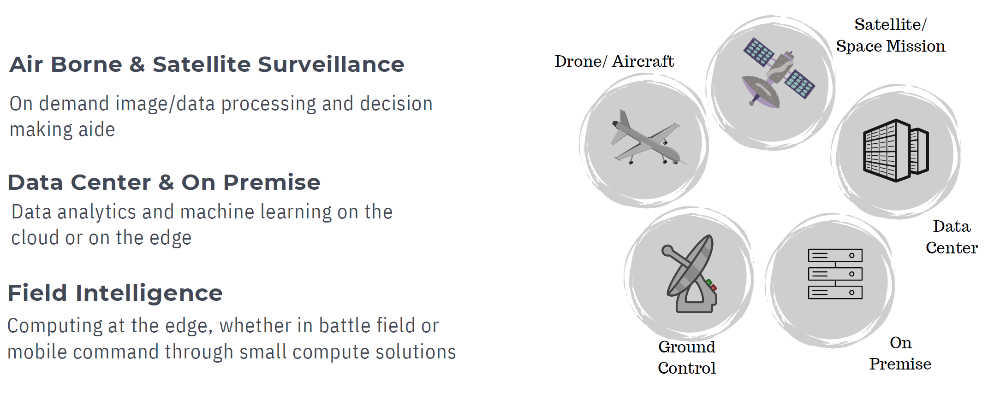 Air Borne & Satellite Surveillance
On demand image/data processing and decision
making aide
Data Center & On Premise
Data analytics and machine learning on the
cloud or on the edge
Field Intelligence
Computing at the edge, whether in battle field or
mobile command through small compute solutions
Satellite/
Space Mission
Drone/ Aircraft
Data
Center
Ground
Control
On
Premise